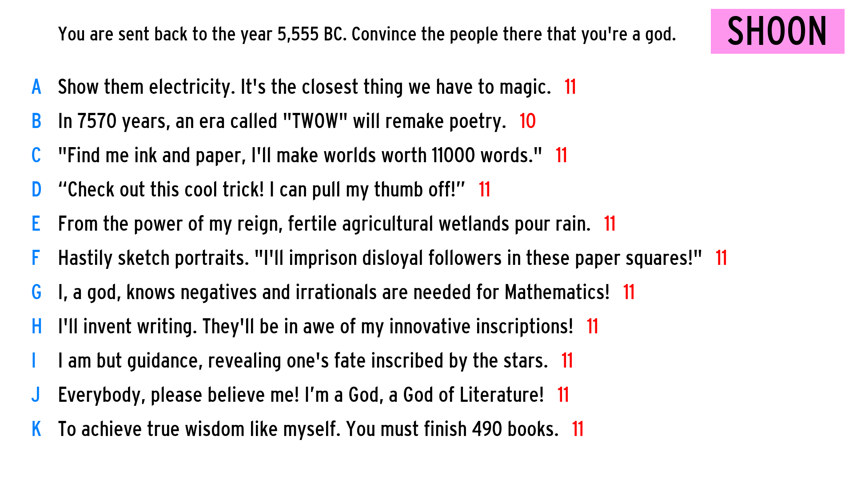 You are sent back to the year 5,555 BC. Convince the people there that you're a god.
SHOON
A Show them electricity. It's the closest thing we have to magic. 11
B In 7570 years, an era called "TWOW" will remake poetry. 10
C "Find me ink and paper, I'll make worlds worth 11000 words." 11
D “Check out this cool trick! I can pull my thumb off!” 11
E From the power of my reign, fertile agricultural wetlands pour rain. 11
F Hastily sketch portraits. "I'll imprison disloyal followers in these paper squares!" 11
G I, a god, knows negatives and irrationals are needed for Mathematics! 11
H I'll invent writing. They'll be in awe of my innovative inscriptions! 11
I I am but guidance, revealing one's fate inscribed by the stars. 11
J Everybody, please believe me! I’m a God, a God of Literature! 11
K To achieve true wisdom like myself. You must finish 490 books. 11